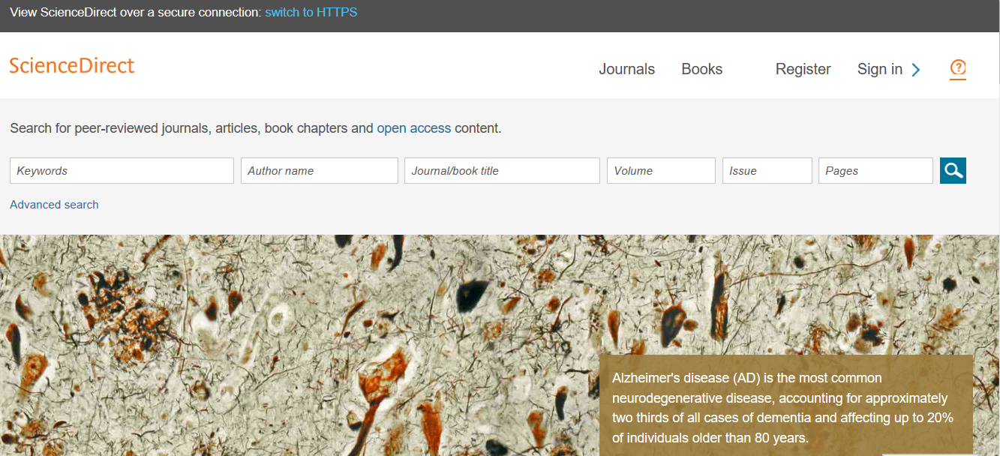 View ScienceDirect over a secure connection: switch to HTTPS
ScienceDirect
Journals Books Register Sign in
Search for peer-reviewed journals, articles, book chapters and open access content.
Keywords Author name Journal/book title Volume Issue Pages
Advanced search
Alzheimer's disease (AD) is the most common
neurodegenerative disease, accounting for approximately
two thirds of all cases of dementia and affecting up to 20%
of individuals older than 80 years.